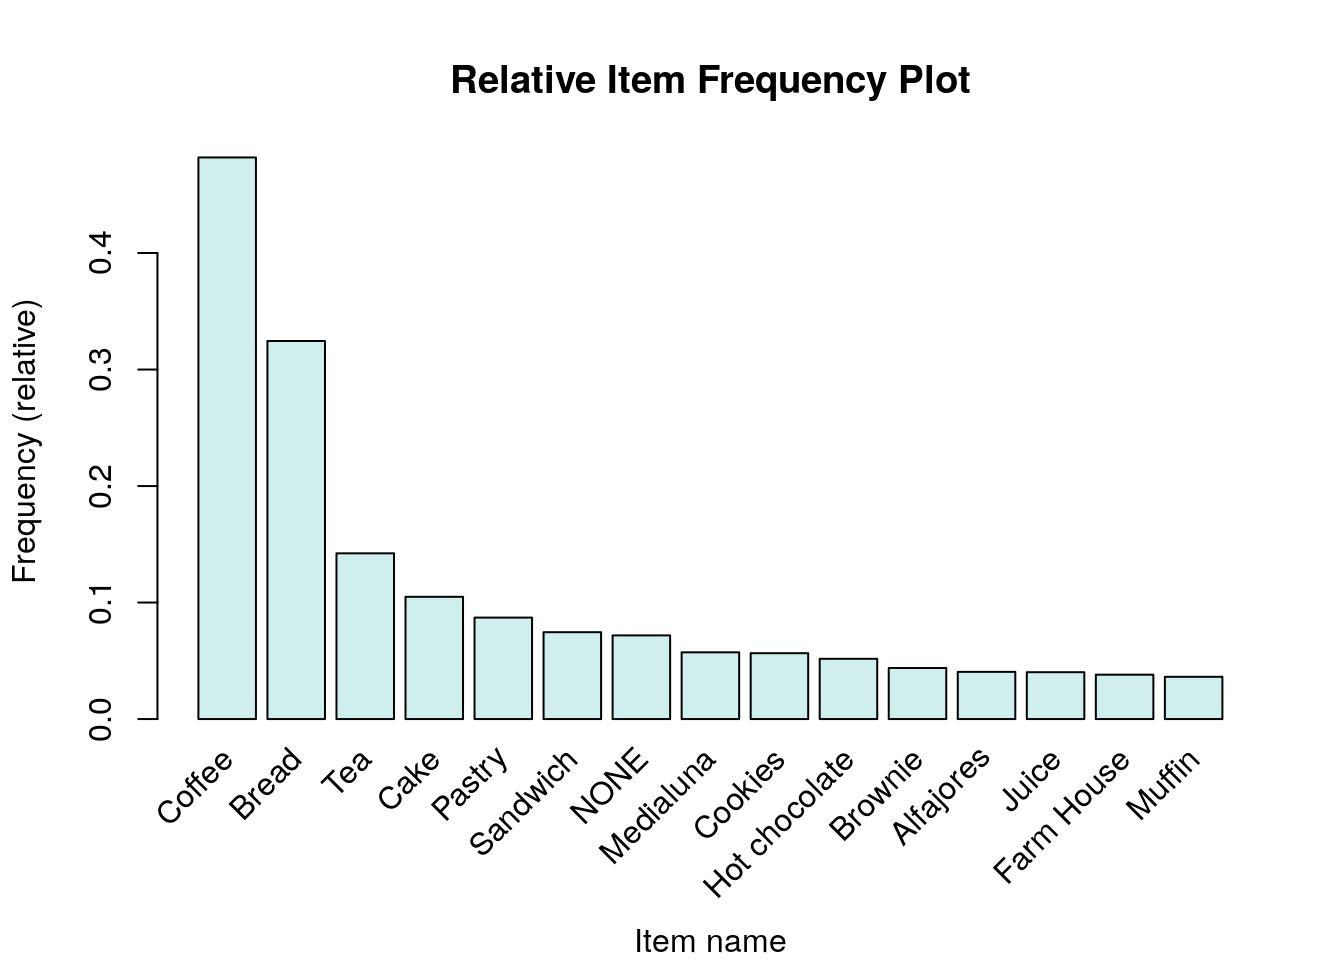 Relative Item Frequency Plot
Frequency (relative)
0.4
0.3
0.2
0.1
0.0
Coffee
Bread
Tea
Cake
Pastry
Sandwich
NONE
Medialuna
Cookies
Hot chocolate
Brownie
Alfajores
Juice
Farm House
Muffin
Item name